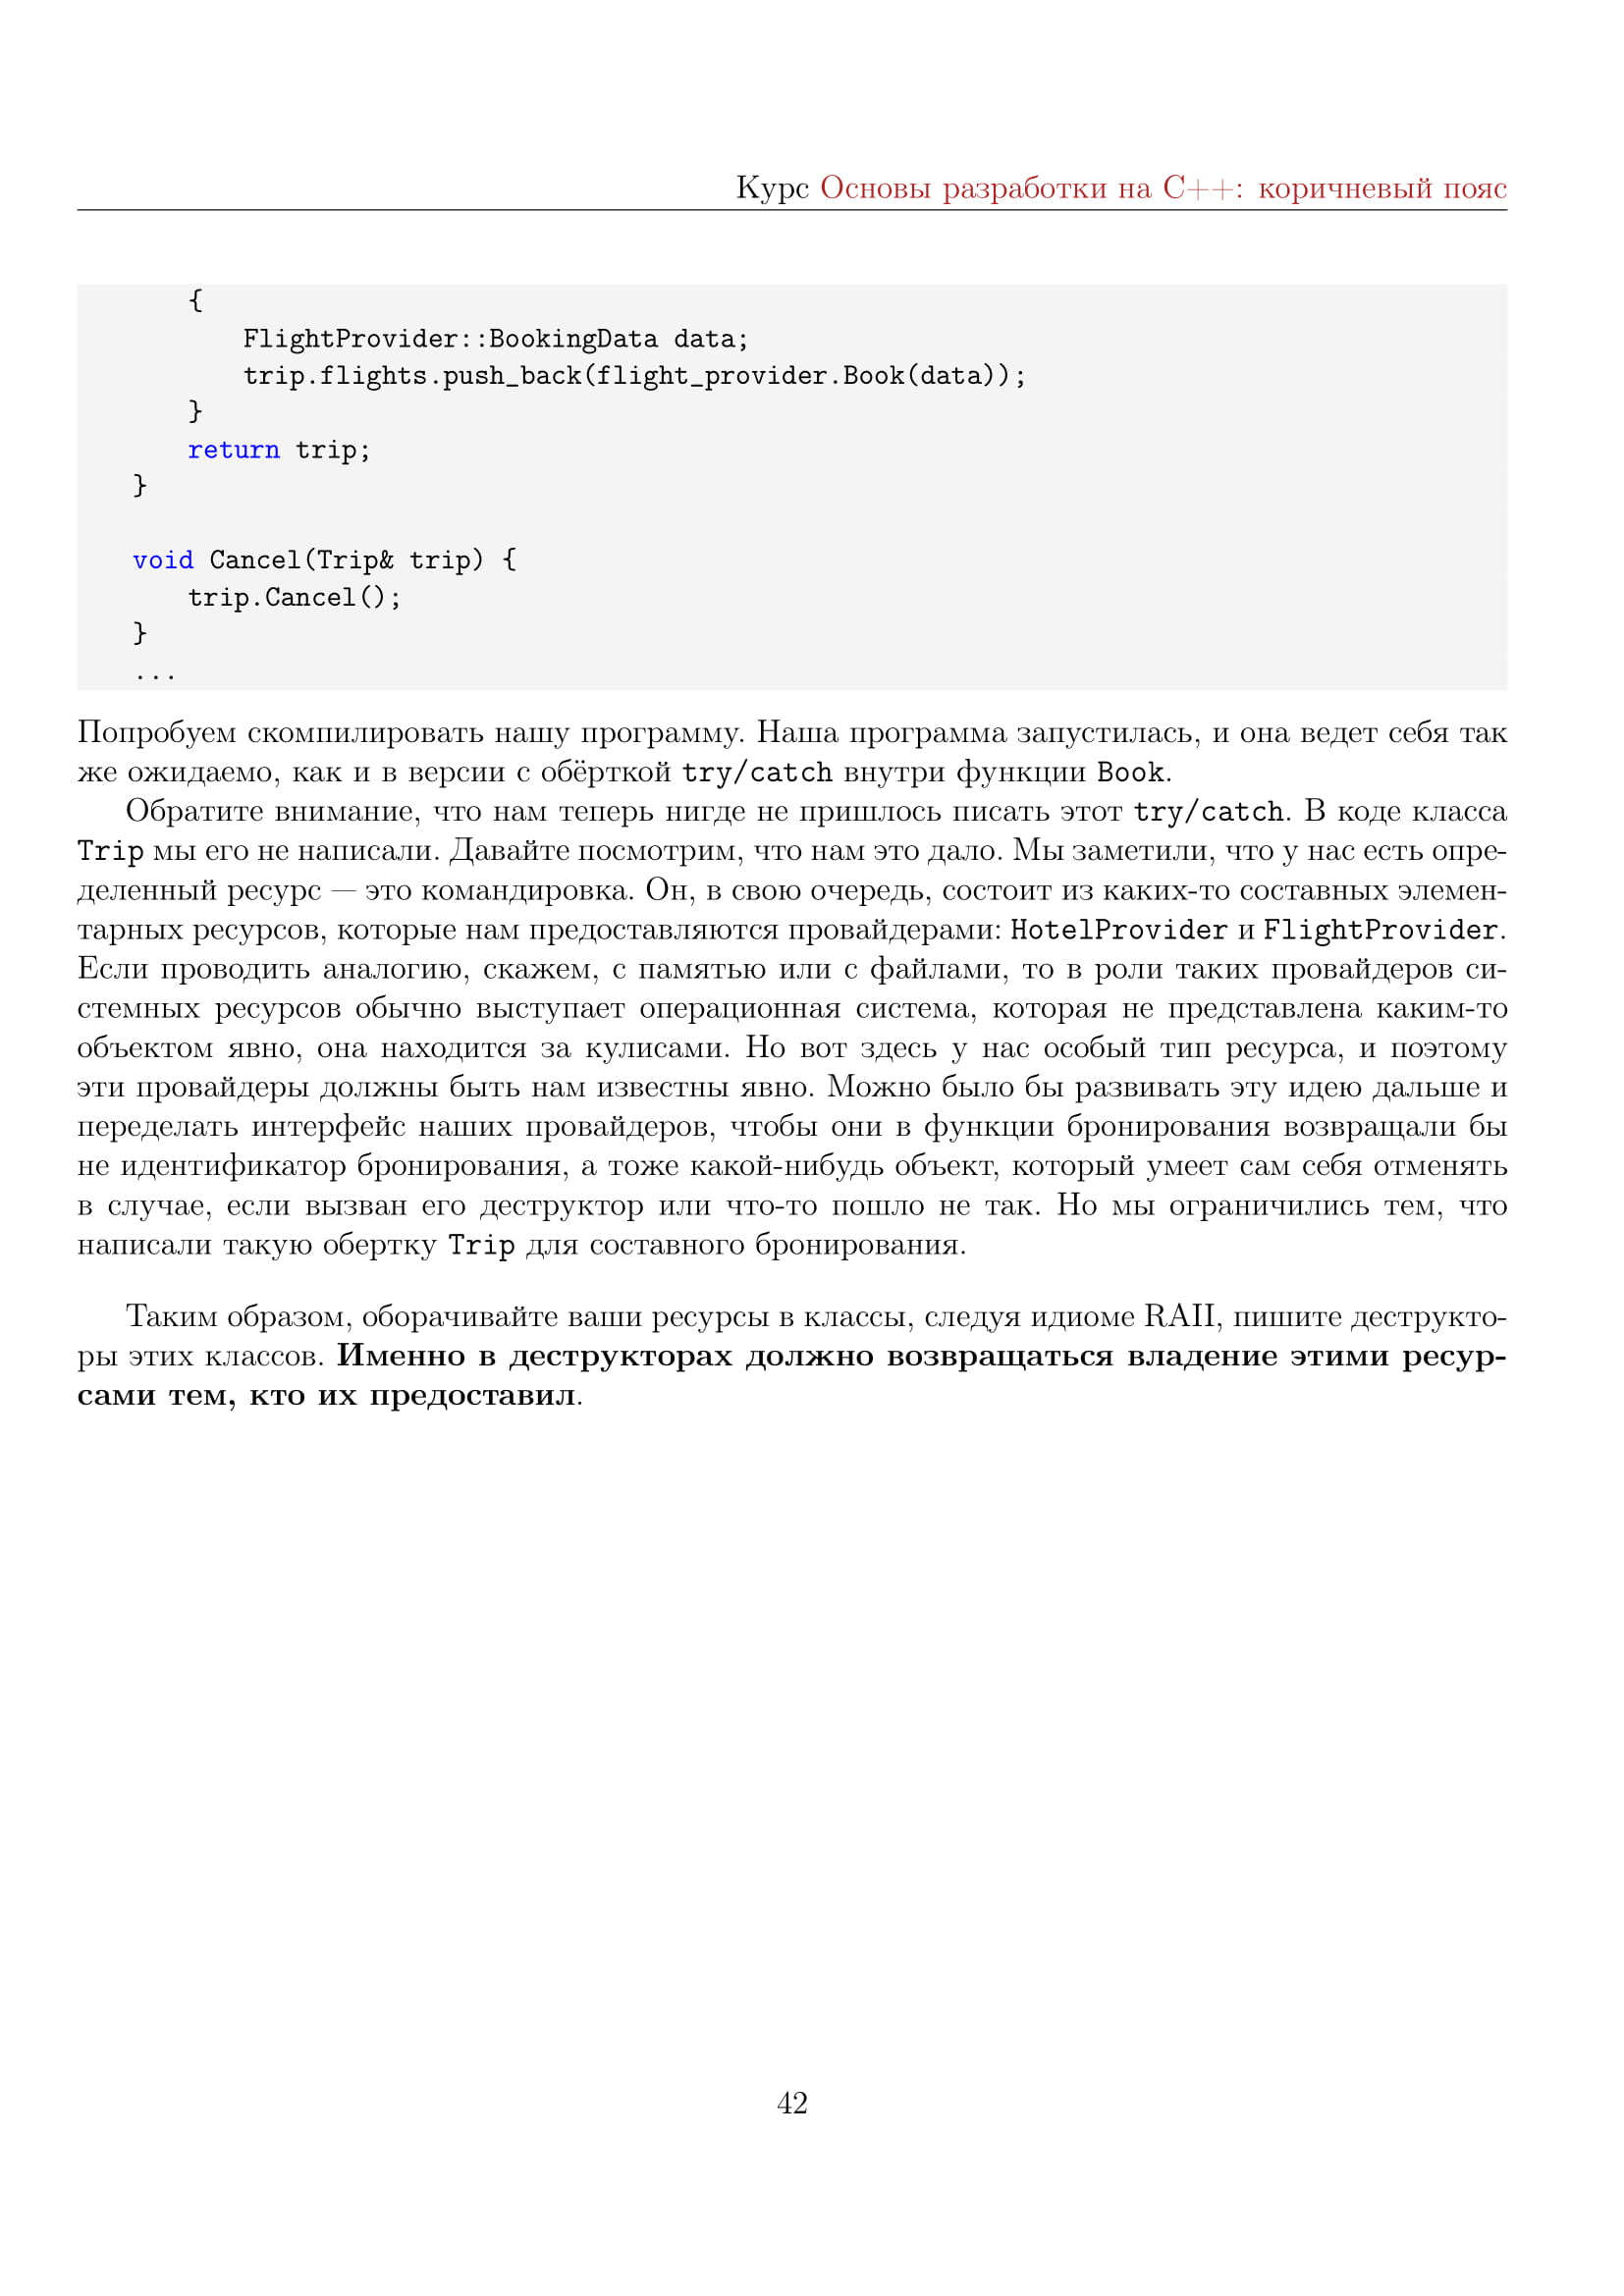 Курс Основы разработки на C++: коричневый пояс
{
FlightProvider::BookingData data;
trip.flights.push_back(flight_provider.Book(data));
}
return trip;
}
void Cancel(Trip& trip) {
trip.Cancel();
}
...
Попробуем скомпилировать нашу программу. Наша программа запустилась, и она ведет себя так
же ожидаемо, как и в версии с обёрткой try/catch внутри функции Book.
Обратите внимание, что нам теперь нигде не пришлось писать этот try/catch. В коде класса
Trip мы его не написали. Давайте посмотрим, что нам это дало. Мы заметили, что у нас есть опре-
деленный ресурс — это командировка. Он, в свою очередь, состоит из каких-то составных элемен-
тарных ресурсов, которые нам предоставляются провайдерами: HotelProvider и FlightProvider.
Если проводить аналогию, скажем, с памятью или с файлами, то в роли таких провайдеров си-
стемных ресурсов обычно выступает операционная система, которая не представлена каким-то
объектом явно, она находится за кулисами. Но вот здесь у нас особый тип ресурса, и поэтому
эти провайдеры должны быть нам известны явно. Можно было бы развивать эту идею дальше и
переделать интерфейс наших провайдеров, чтобы они в функции бронирования возвращали бы
не идентификатор бронирования, а тоже какой-нибудь объект, который умеет сам себя отменять
в случае, если вызван его деструктор или что-то пошло не так. Но мы ограничились тем, что
написали такую обертку Trip для составного бронирования.
Таким образом, оборачивайте ваши ресурсы в классы, следуя идиоме RAII, пишите деструкто-
ры этих классов. Именно в деструкторах должно возвращаться владение этими ресур-
сами тем, кто их предоставил.
42